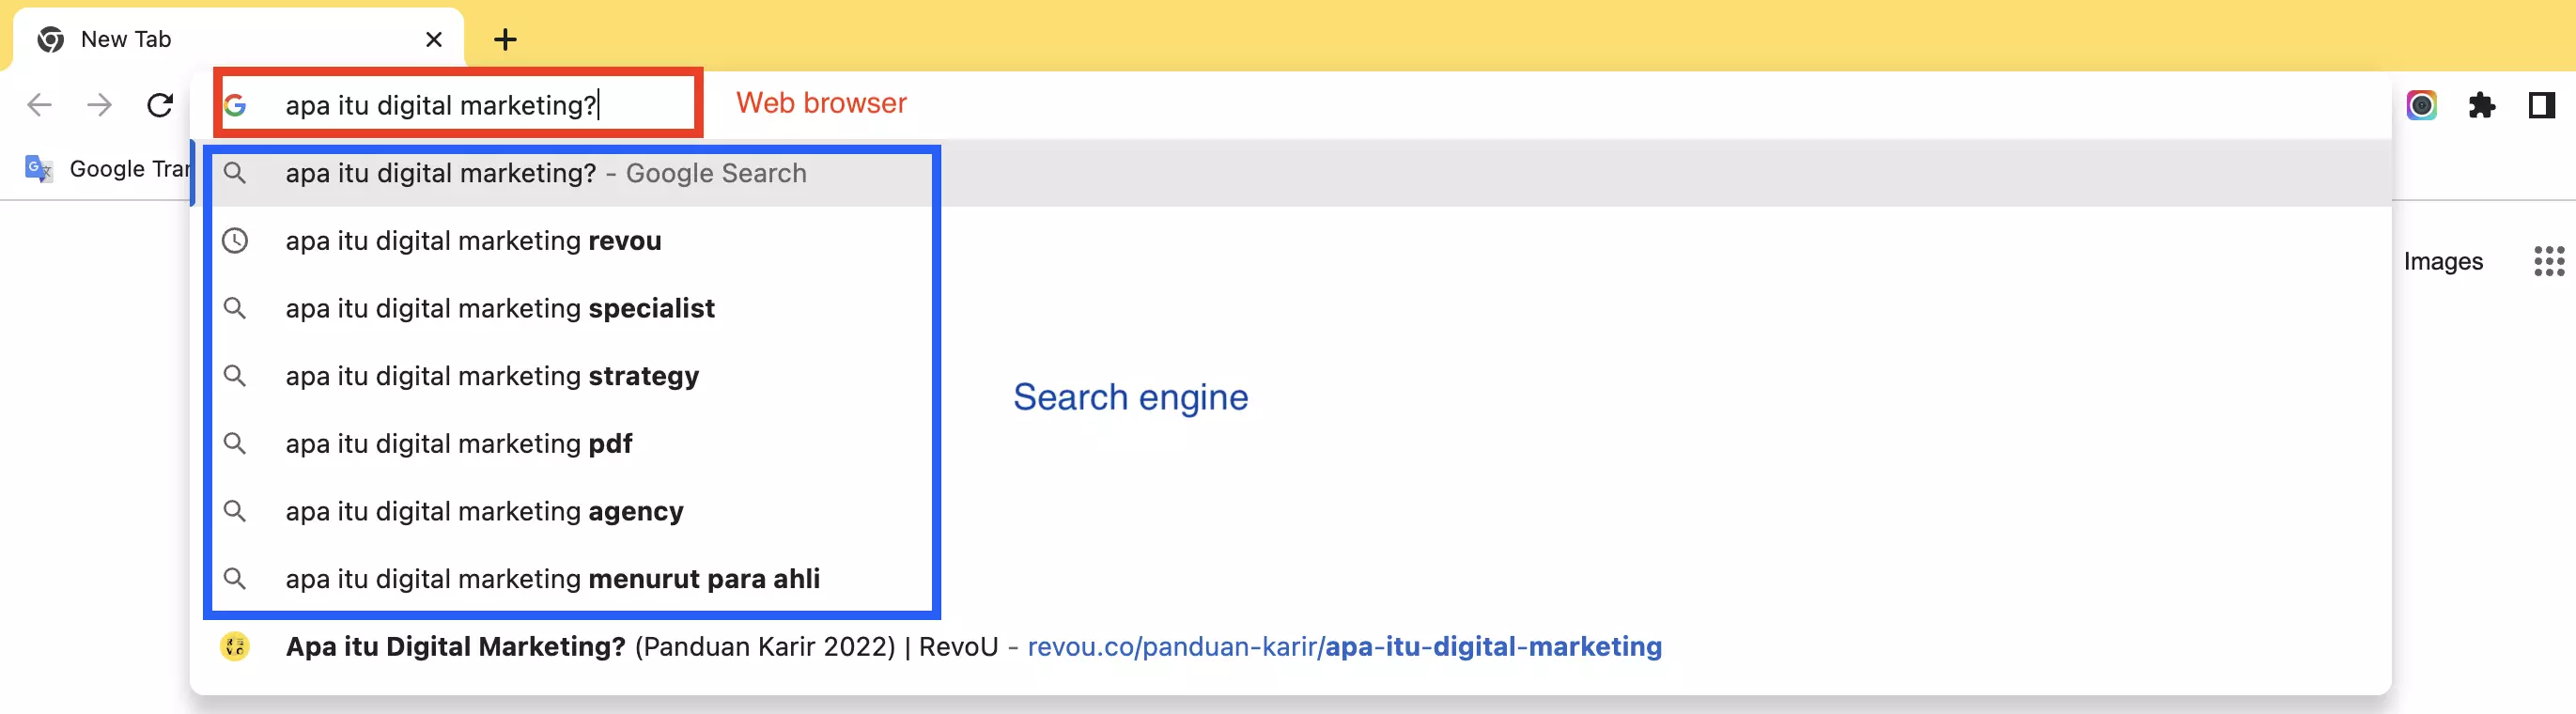 New Tab
apa itu digital marketing?
Web browser
Google Tran
apa itu digital marketing? - Google Search
apa itu digital marketing revou
apa itu digital marketing specialist
apa itu digital marketing strategy
apa itu digital marketing pdf
apa itu digital marketing agency
apa itu digital marketing menurut para ahli
Apa itu Digital Marketing? (Panduan Karir 2022) | RevoU - revou.co/panduan-karir/apa-itu-digital-marketing
Search engine
Images